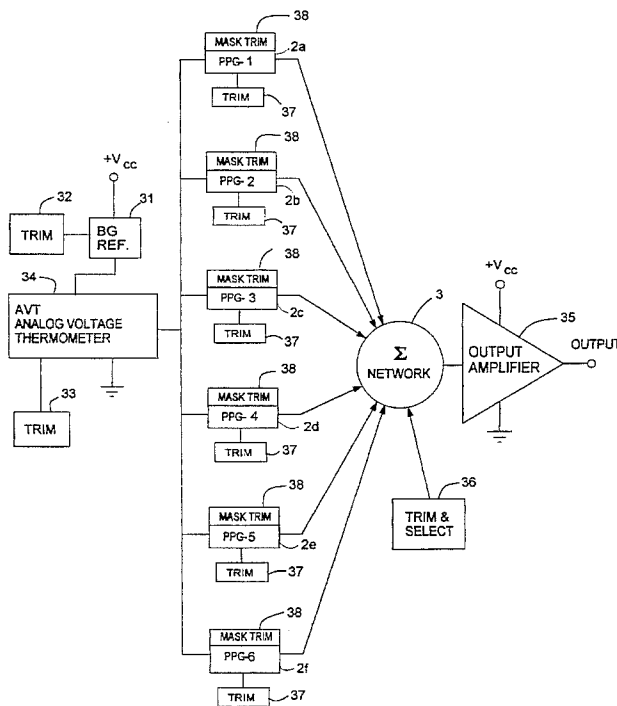 38
MASK TRIM
2a
PPG-1
TRIM
37
38
MASK TRIM
PPG-2
2b
TRIM
37
+Vcc
32
31
TRIM
BG
REF.
34
AVT
ANALOG VOLTAGE
THERMOMETER
33
TRIM
38
MASK TRIM
PPG-3
2c
TRIM
37
38
MASK TRIM
PPG-4
2d
TRIM
37
38
MASK TRIM
PPG-5
2e
TRIM
37
38
MASK TRIM
PPG-6
2f
TRIM
37
3
Σ
NETWORK
+Vcc
35
OUTPUT
AMPLIFIER
OUTPUT
36
TRIM &
SELECT